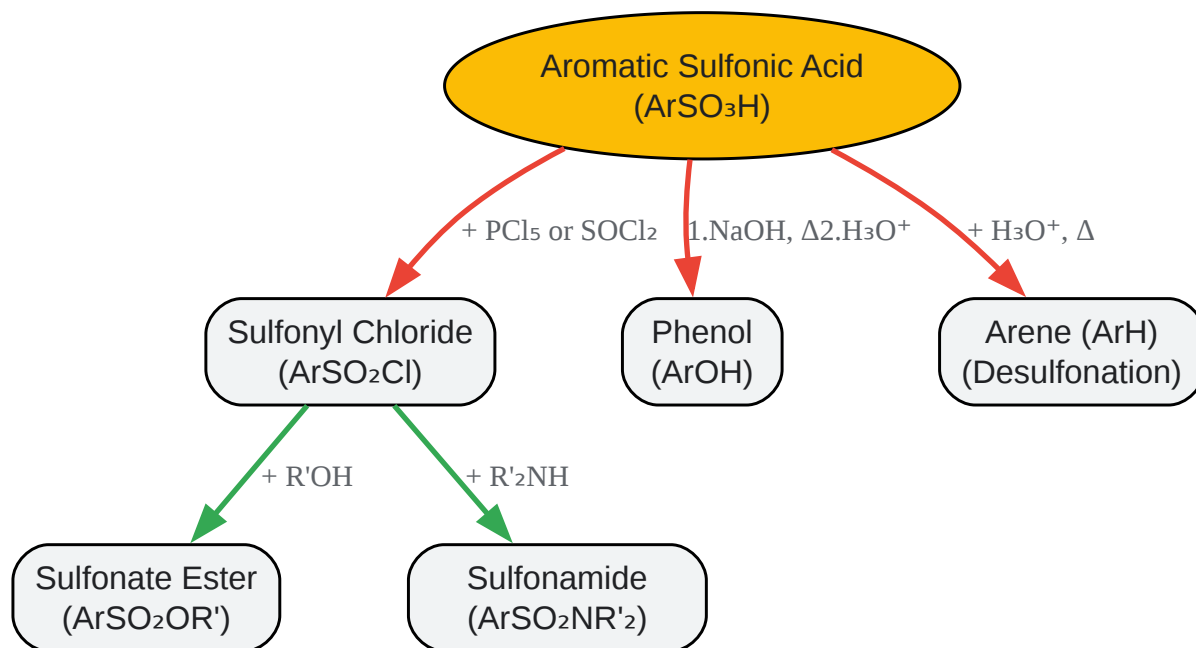 Aromatic Sulfonic Acid
(ArSO₃H)
+ PCl₅ or SOCl₂
1.NaOH, Δ2.H₃O⁺
+ H₃O⁺, Δ
Sulfonyl Chloride
(ArSO₂Cl)
Phenol
(ArOH)
Arene (ArH)
(Desulfonation)
+ R'OH
+ R'₂NH
Sulfonate Ester
(ArSO₂OR')
Sulfonamide
(ArSO₂NR'₂)